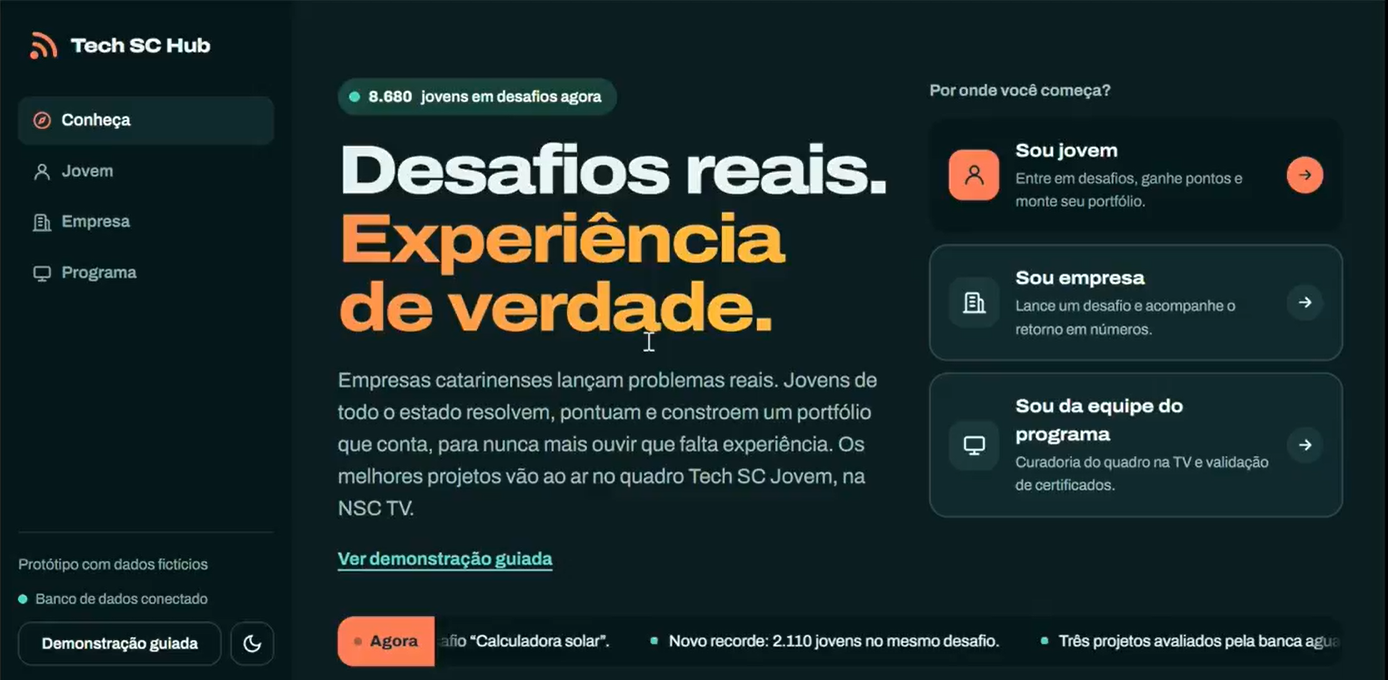 Tech SC Hub
Conheça
Jovem
Empresa
Programa
Protótipo com dados fictícios
Banco de dados conectado
Demonstração guiada
8.680 jovens em desafios agora
Desafios reais.
Experiência
de verdade.
Empresas catarinenses lançam problemas reais. Jovens de
todo o estado resolvem, pontuam e constroem um portfólio
que conta, para nunca mais ouvir que falta experiência. Os
melhores projetos vão ao ar no quadro Tech SC Jovem, na
NSC TV.
Ver demonstração guiada
Por onde você começa?
Sou jovem
Entre em desafios, ganhe pontos e
monte seu portfólio.
Sou empresa
Lance um desafio e acompanhe o
retorno em números.
Sou da equipe do
programa
Curadoria do quadro na TV e validação
de certificados.
Agora afio “Calculadora solar”. Novo recorde: 2.110 jovens no mesmo desafio. Três projetos avaliados pela banca agua